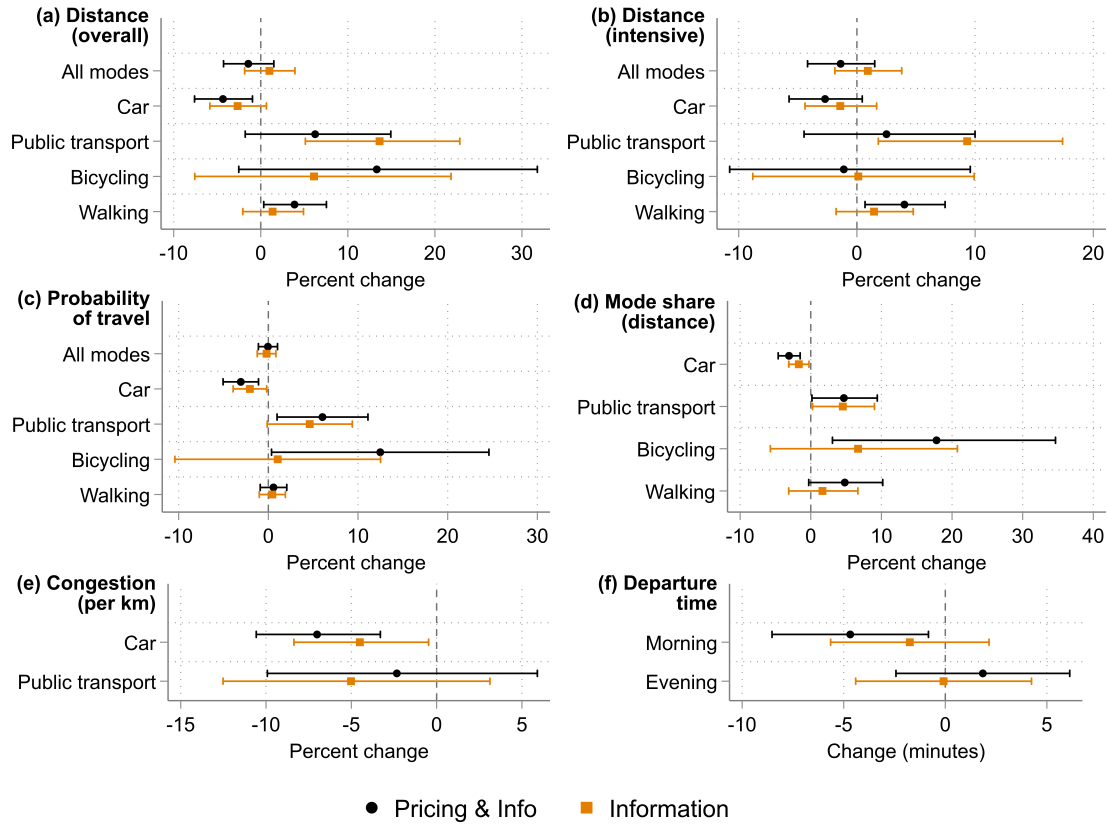 (a) Distance
(overall)
All modes
Car
Public transport
Bicycling
Walking
-10 0 10 20 30
Percent change
(b) Distance
(intensive)
All modes
Car
Public transport
Bicycling
Walking
-10 0 10 20
Percent change
(c) Probability
of travel
All modes
Car
Public transport
Bicycling
Walking
-10 0 10 20 30
Percent change
(d) Mode share
(distance)
Car
Public transport
Bicycling
Walking
-10 0 10 20 30 40
Percent change
(e) Congestion
(per km)
Car
Public transport
-15 -10 -5 0 5
Percent change
(f) Departure
time
Morning
Evening
-10 -5 0 5
Change (minutes)
Pricing & Info Information